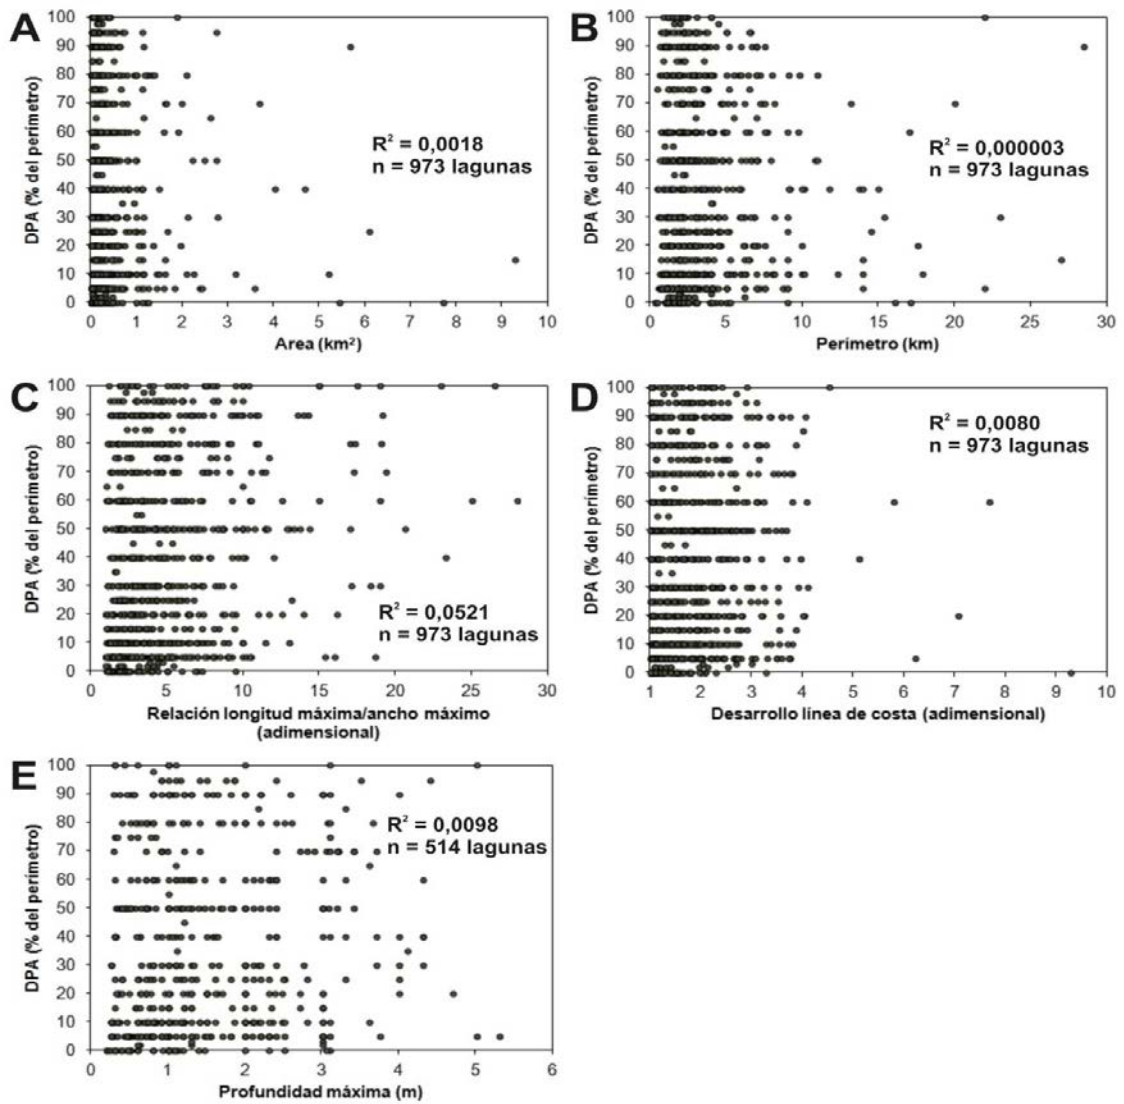 A
DPA (% del perímetro)
100
90
80
70
60
50
40
30
20
10
0
R² = 0,0018
n = 973 lagunas
0 1 2 3 4 5 6 7 8 9 10
Area (km²)
B
DPA (% del perímetro)
100
90
80
70
60
50
40
30
20
10
0
R² = 0,000003
n = 973 lagunas
0 5 10 15 20 25 30
Perímetro (km)
C
DPA (% del perímetro)
100
90
80
70
60
50
40
30
20
10
0
R² = 0,0521
n = 973 lagunas
0 5 10 15 20 25 30
Relación longitud máxima/ancho máximo
(adimensional)
D
DPA (% del perímetro)
100
90
80
70
60
50
40
30
20
10
0
R² = 0,0080
n = 973 lagunas
1 2 3 4 5 6 7 8 9 10
Desarrollo línea de costa (adimensional)
E
DPA (% del perímetro)
100
90
80
70
60
50
40
30
20
10
0
R² = 0,0098
n = 514 lagunas
0 1 2 3 4 5 6
Profundidad máxima (m)